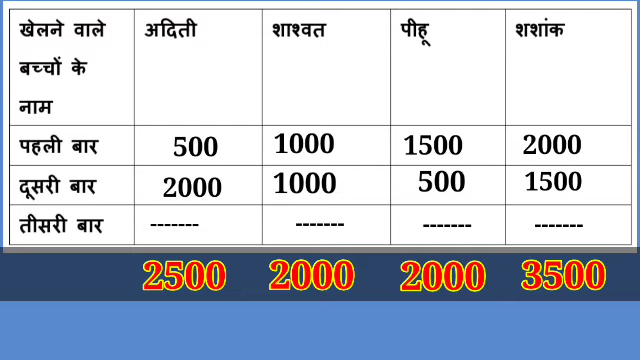 खेलने वाले बच्चों के नाम अदिती शाश्वत पीहू शशांक
पहली बार 500 1000 1500 2000
दूसरी बार 2000 1000 500 1500
तीसरी बार ------- ------- ------- -------
2500 2000 2000 3500